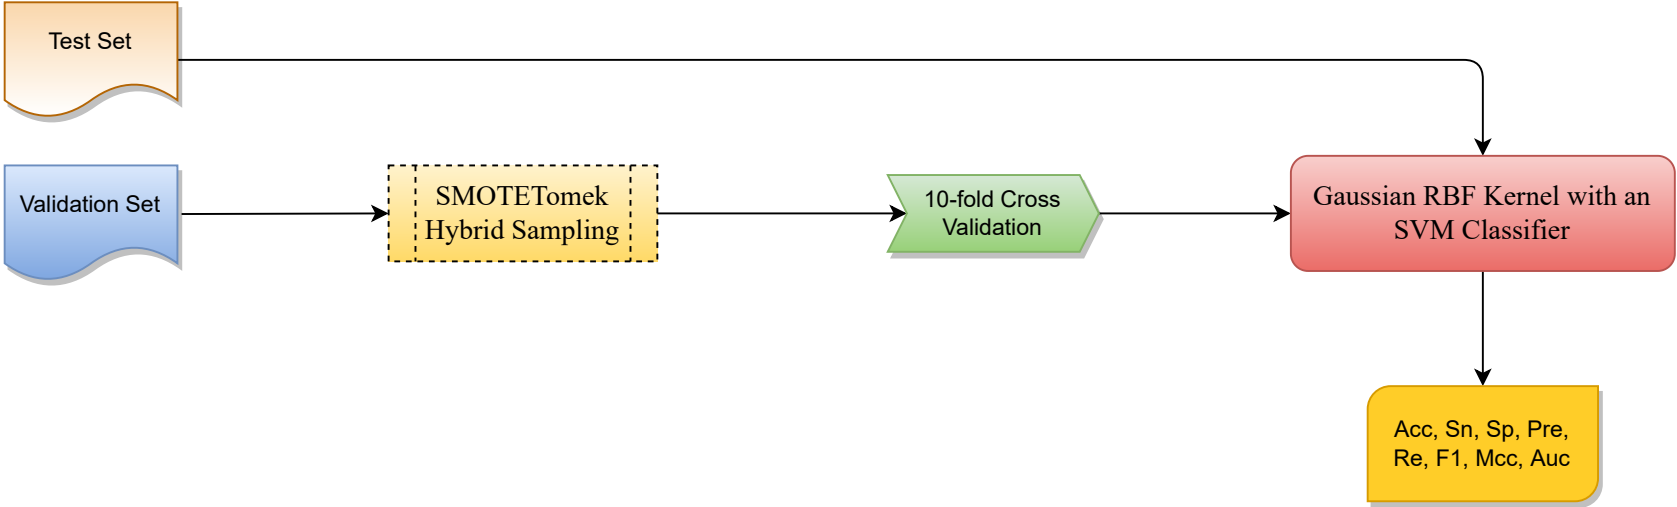 Test Set
Validation Set
SMOTETomek
Hybrid Sampling
10-fold Cross
Validation
Gaussian RBF Kernel with an
SVM Classifier
Acc, Sn, Sp, Pre,
Re, F1, Mcc, Auc